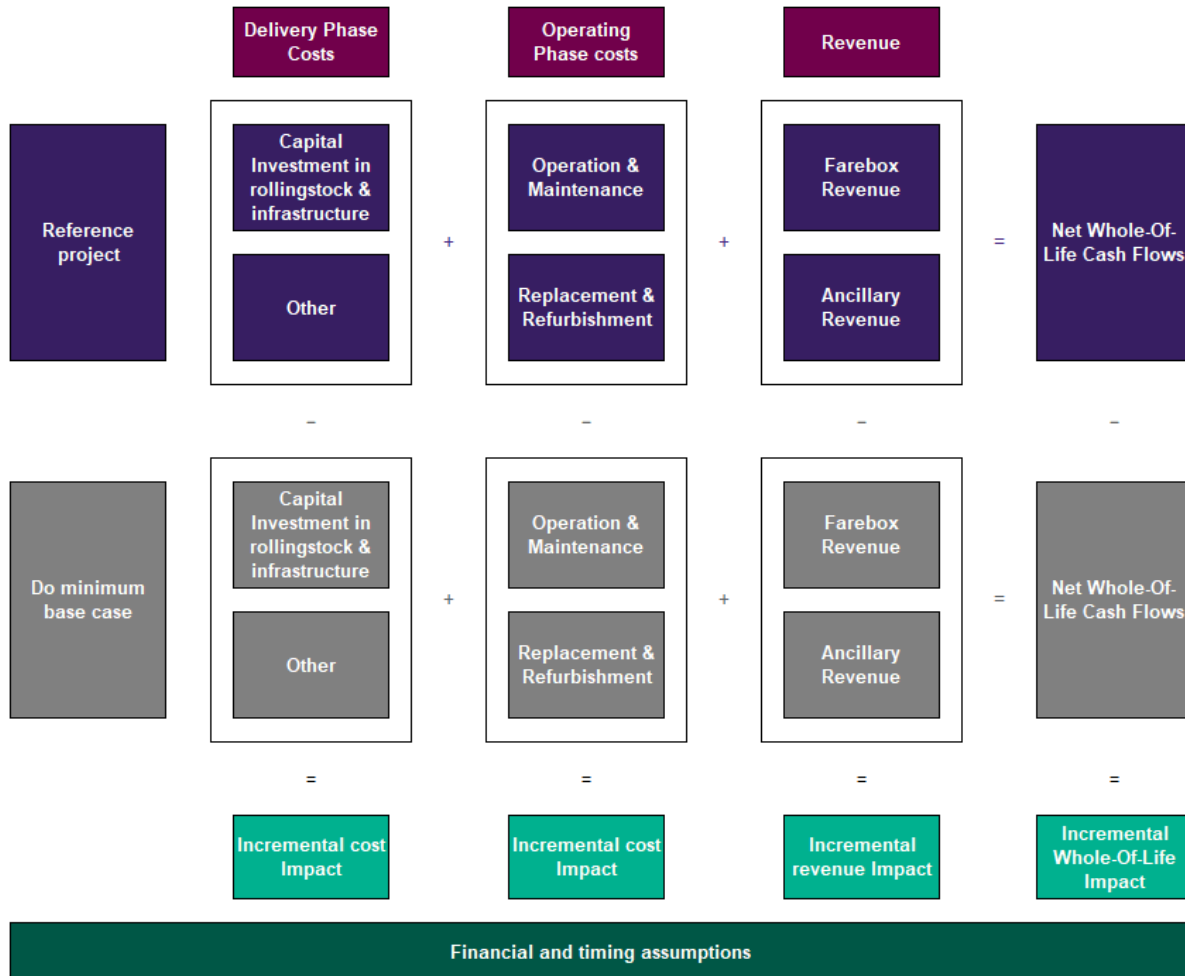 Delivery Phase
Costs
Operating
Phase costs
Revenue
Reference
project
Capital
Investment in
rollingstock &
infrastructure
Other
+
Operation &
Maintenance
Replacement &
Refurbishment
+
Farebox
Revenue
Ancillary
Revenue
=
Net Whole-Of-
Life Cash Flows
–
–
–
–
Do minimum
base case
Capital
Investment in
rollingstock &
infrastructure
Other
+
Operation &
Maintenance
Replacement &
Refurbishment
+
Farebox
Revenue
Ancillary
Revenue
=
Net Whole-Of-
Life Cash Flows
=
=
=
=
Incremental cost
Impact
Incremental cost
Impact
Incremental
revenue Impact
Incremental
Whole-Of-Life
Impact
Financial and timing assumptions